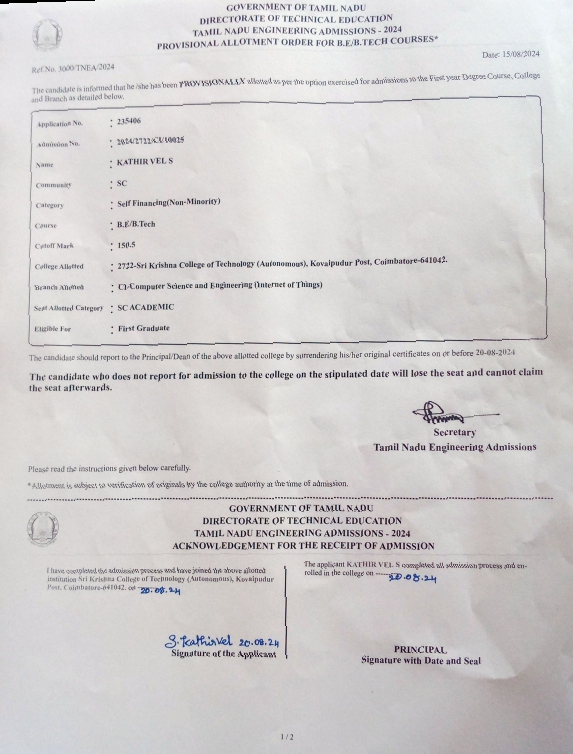 GOVERNMENT OF TAMIL NADU
DIRECTORATE OF TECHNICAL EDUCATION
TAMIL NADU ENGINEERING ADMISSIONS - 2024
PROVISIONAL ALLOTMENT ORDER FOR B.E/B.TECH COURSES*
Date: 15/08/2024
Ref.No. 3000/TNEA/2024
The candidate is informed that he/she has been PROVISIONALLY allotted as per the option exercised for admissions to the First year Degree Course, College
and Branch as detailed below.
Application No. : 235406
Admission No. : 2024/2722/CI/10025
Name : KATHIR VEL S
Community : SC
Category : Self Financing(Non-Minority)
Course : B.E/B.Tech
Cutoff Mark : 150.5
College Allotted : 2722-Sri Krishna College of Technology (Autonomous), Kovaipudur Post, Coimbatore-641042.
Branch Allotted : CI-Computer Science and Engineering (Internet of Things)
Seat Allotted Category : SC ACADEMIC
Eligible For : First Graduate
The candidate should report to the Principal/Dean of the above allotted college by surrendering his/her original certificates on or before 20-08-2024
The candidate who does not report for admission to the college on the stipulated date will lose the seat and cannot claim
the seat afterwards.
Secretary
Tamil Nadu Engineering Admissions
Please read the instructions given below carefully.
*Allotment is subject to verification of originals by the college authority at the time of admission.
GOVERNMENT OF TAMIL NADU
DIRECTORATE OF TECHNICAL EDUCATION
TAMIL NADU ENGINEERING ADMISSIONS - 2024
ACKNOWLEDGEMENT FOR THE RECEIPT OF ADMISSION
I have completed the admission process and have joined the above allotted
institution Sri Krishna College of Technology (Autonomous), Kovaipudur
Post, Coimbatore-641042. on 20.08.24
S. Kathirvel 20.08.24
Signature of the Applicant
The applicant KATHIR VEL S completed all admission process and en-
rolled in the college on ------ 20.08.24
PRINCIPAL
Signature with Date and Seal
1 / 2